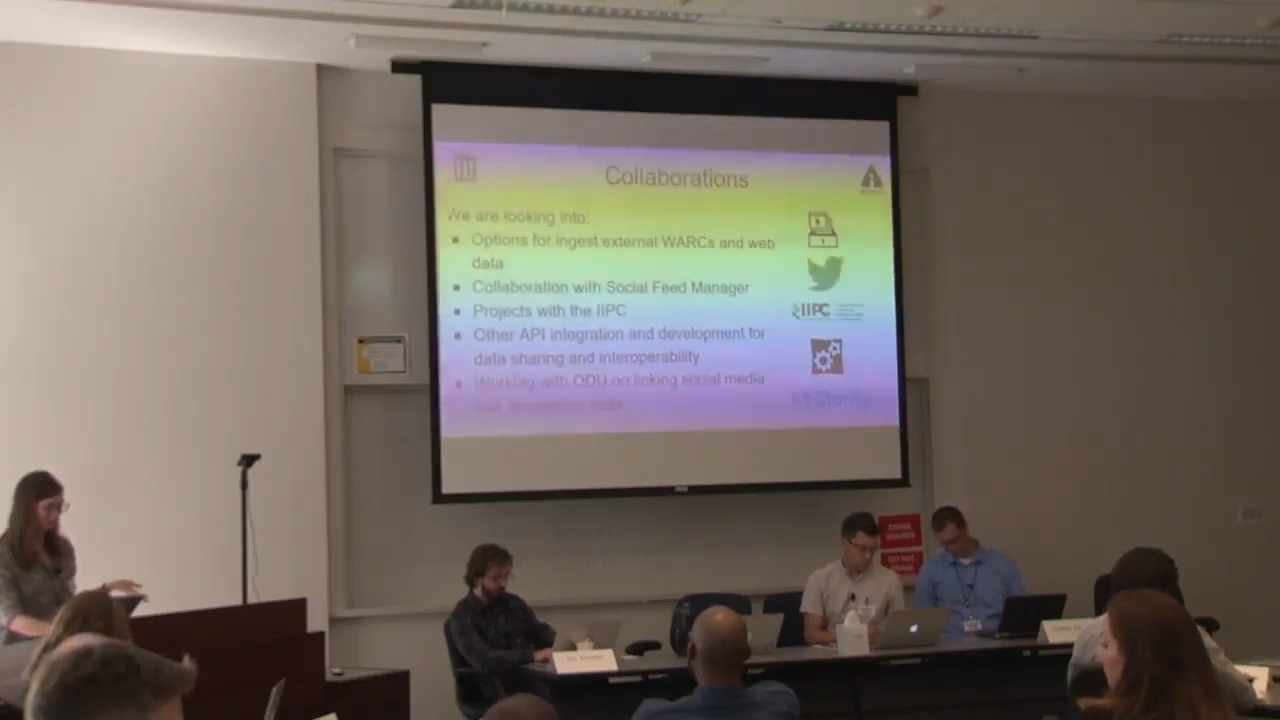 Collaborations
We are looking into:
Options for ingest external WARCs and web
data
Collaboration with Social Feed Manager
Projects with the IIPC
IIPC
Other API integration and development for
data sharing and interoperability
Working with ODU on linking social media